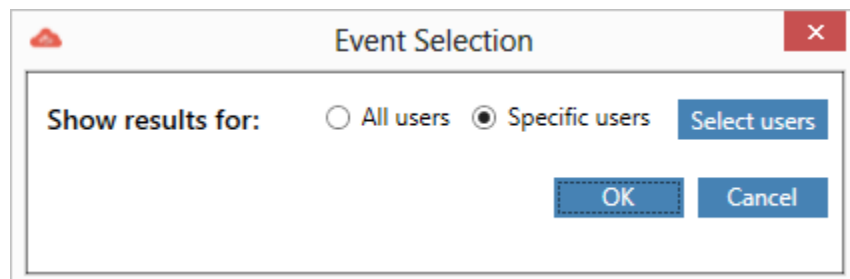 Event Selection
Show results for: All users Specific users Select users
OK Cancel